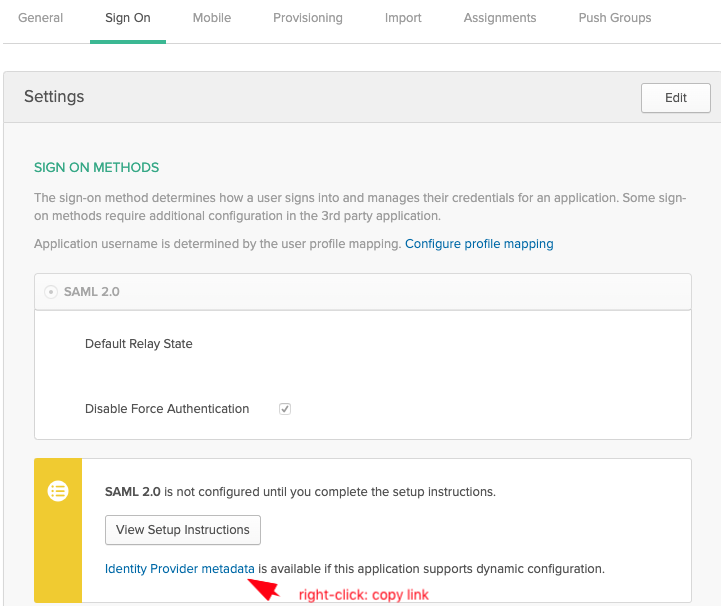 General Sign On Mobile Provisioning Import Assignments Push Groups
Settings Edit
SIGN ON METHODS
The sign-on method determines how a user signs into and manages their credentials for an application. Some sign-
on methods require additional configuration in the 3rd party application.
Application username is determined by the user profile mapping. Configure profile mapping
SAML 2.0
Default Relay State
Disable Force Authentication
SAML 2.0 is not configured until you complete the setup instructions.
View Setup Instructions
Identity Provider metadata is available if this application supports dynamic configuration.
right-click: copy link